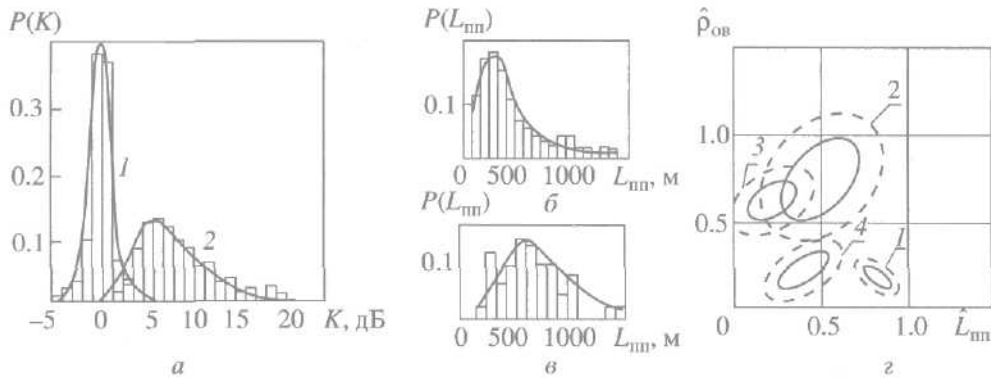 P(K)
0.3
0.2
0.1
1
2
–5 0 5 10 15 20 K, дБ
а
P(Lпп)
0.1
0 500 1000 Lпп, м
б
P(Lпп)
0.1
0 500 1000 Lпп, м
в
ρ̂ов
1.0
0.5
2
3
4
1
0 0.5 1.0 L̂пп
г